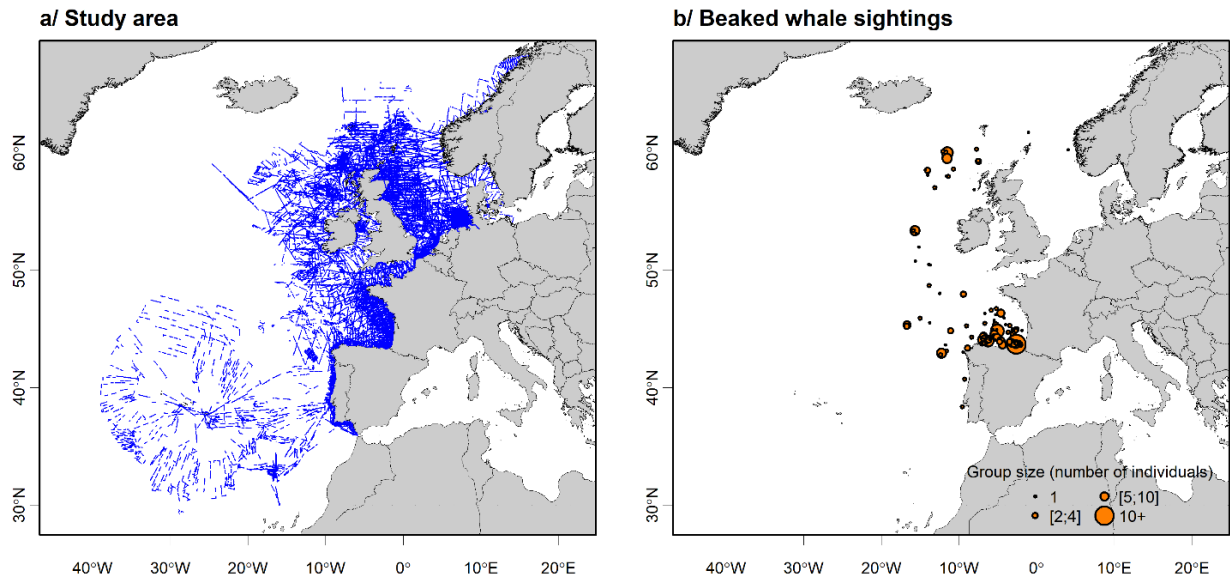 a/ Study area
60°N
50°N
40°N
30°N
40°W 30°W 20°W 10°W 0° 10°E 20°E
b/ Beaked whale sightings
60°N
50°N
40°N
30°N
Group size (number of individuals)
1 [5;10]
[2;4] 10+
40°W 30°W 20°W 10°W 0° 10°E 20°E